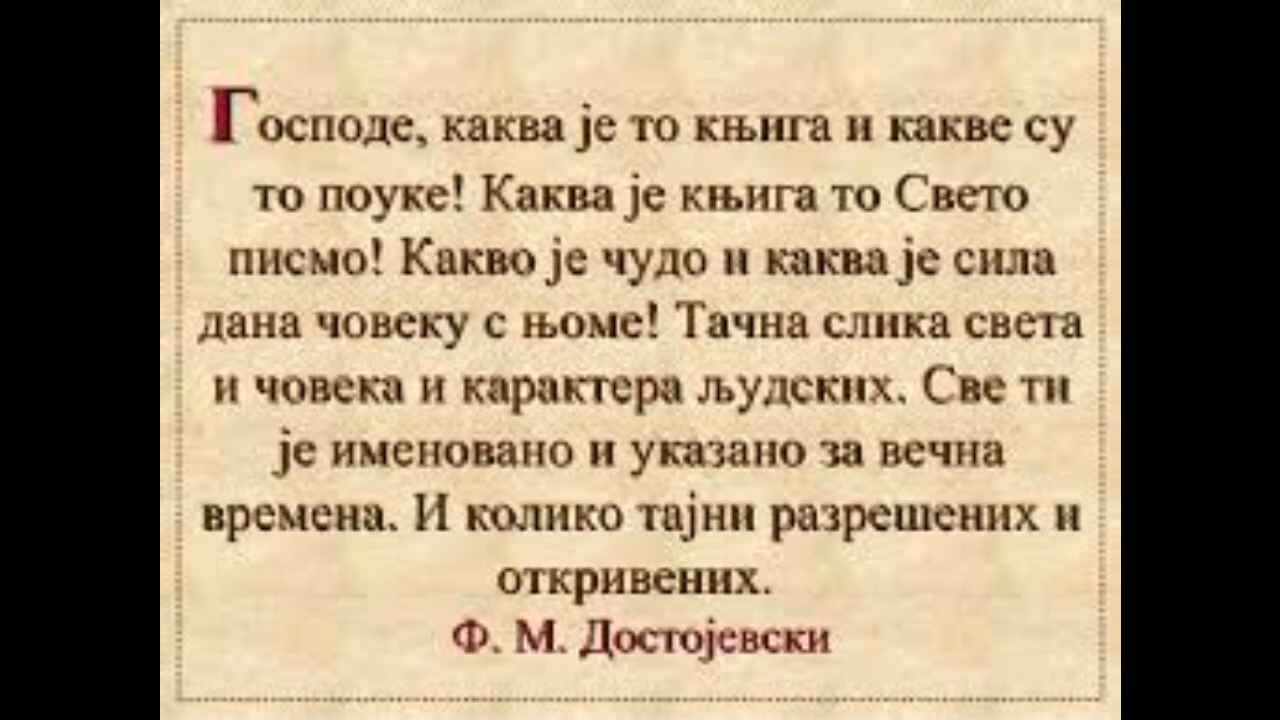 Господе, каква је то књига и какве су
то поуке! Каква је књига то Свето
писмо! Какво је чудо и каква је сила
дана човеку с њоме! Тачна слика света
и човека и карактера људских. Све ти
је именовано и указано за вечна
времена. И колико тајни разрешених и
откривених.
Ф. М. Достојевски